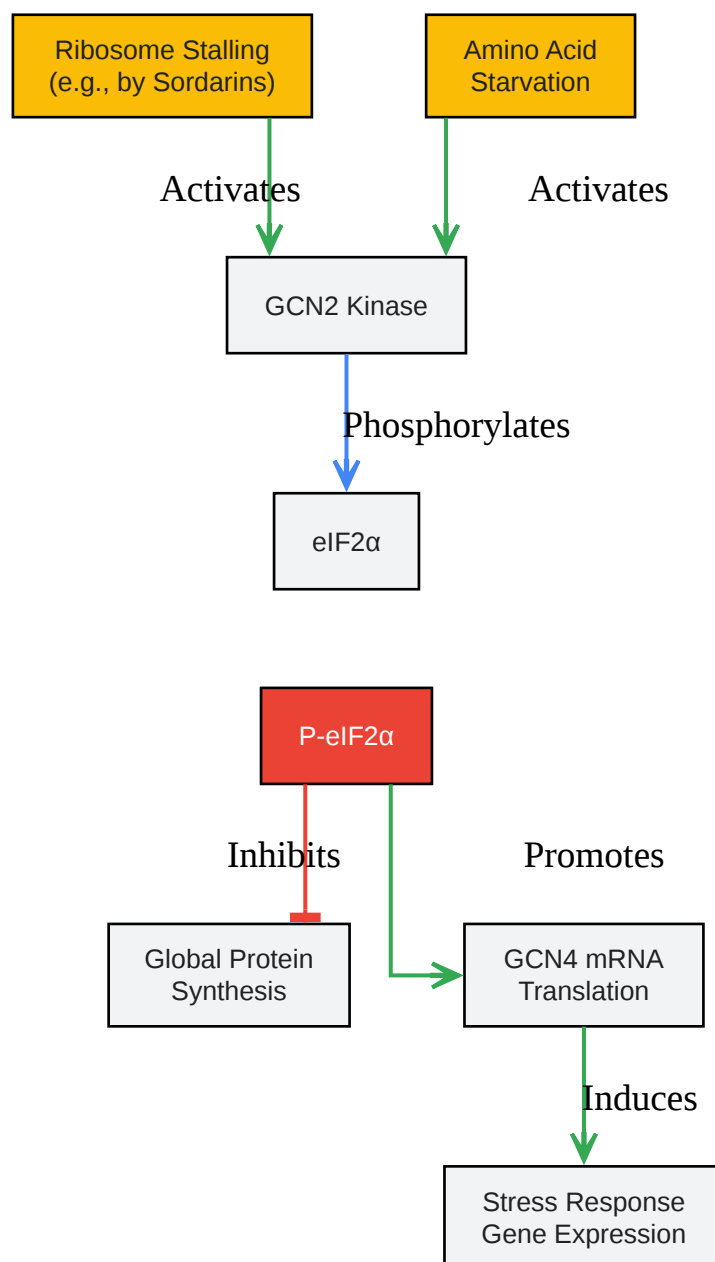 Ribosome Stalling
(e.g., by Sordarins)
Amino Acid
Starvation
Activates
Activates
GCN2 Kinase
Phosphorylates
eIF2α
P-eIF2α
Inhibits
Promotes
Global Protein
Synthesis
GCN4 mRNA
Translation
Induces
Stress Response
Gene Expression